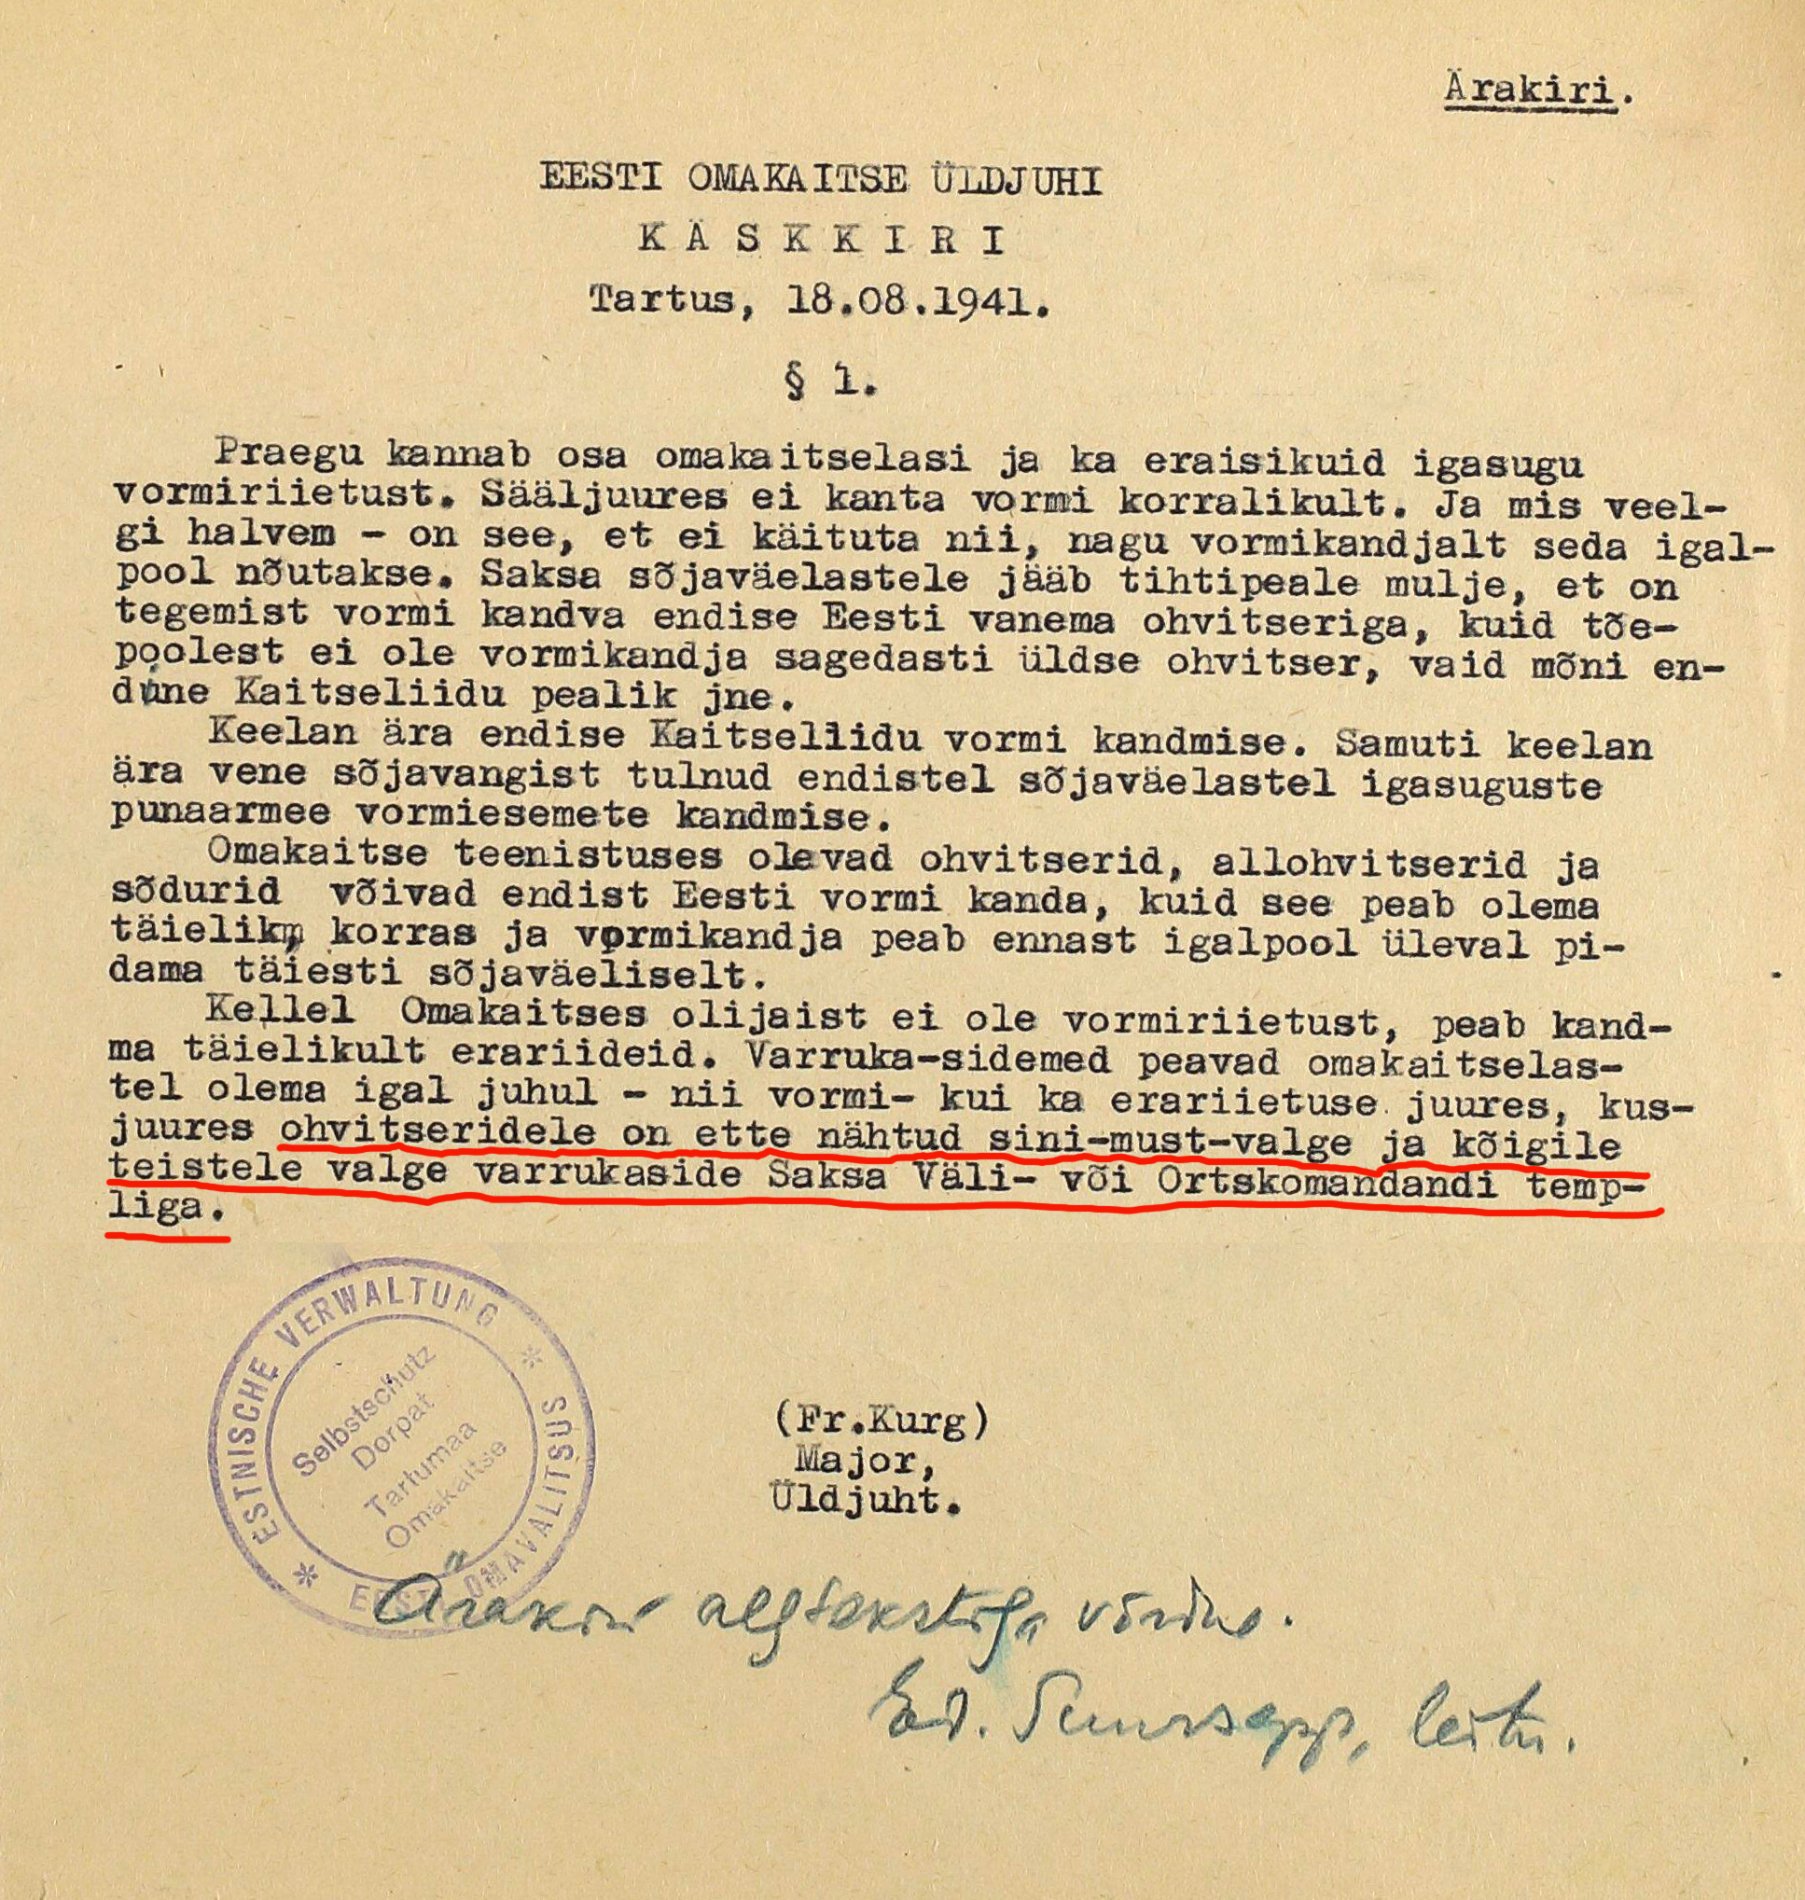 Ärakiri.
EESTI OMAKAITSE ÜLDJUHI
K Ä S K K I R I
Tartus, 18.08.1941.
§ 1.
Praegu kannab osa omakaitselasi ja ka eraisikuid igasugu
vormiriietust. Sääljuures ei kanta vormi korralikult. Ja mis veel-
gi halvem - on see, et ei käituta nii, nagu vormikandjalt seda igal-
pool nõutakse. Saksa sõjaväelastele jääb tihtipeale mulje, et on
tegemist vormi kandva endise Eesti vanema ohvitseriga, kuid tõe-
poolest ei ole vormikandja sagedasti üldse ohvitser, vaid mõni en-
dine Kaitseliidu pealik jne.
Keelan ära endise Kaitseliidu vormi kandmise. Samuti keelan
ära vene sõjavangist tulnud endistel sõjaväelastel igasuguste
punaarmee vormiesemete kandmise.
Omakaitse teenistuses olevad ohvitserid, allohvitserid ja
sõdurid võivad endist Eesti vormi kanda, kuid see peab olema
täielikm korras ja vormikandja peab ennast igalpool üleval pi-
dama täiesti sõjaväeliselt.
Kellel Omakaitses olijaist ei ole vormiriietust, peab kand-
ma täielikult erariideid. Varruka-sidemed peavad omakaitselas-
tel olema igal juhul - nii vormi- kui ka erariietuse juures, kus-
juures ohvitseridele on ette nähtud sini-must-valge ja kõigile
teistele valge varrukaside Saksa Väli- või Ortskomandandi temp-
liga.
ESTNISCHE VERWALTUNG
Selbstschutz
Dorpat
Tartumaa
Omakaitse
EESTI OMAVALITSUS
(Fr.Kurg)
Major,
Üldjuht.
Ärakiri algtekstiga võrdne.
Ed. Suursepp, leitn.